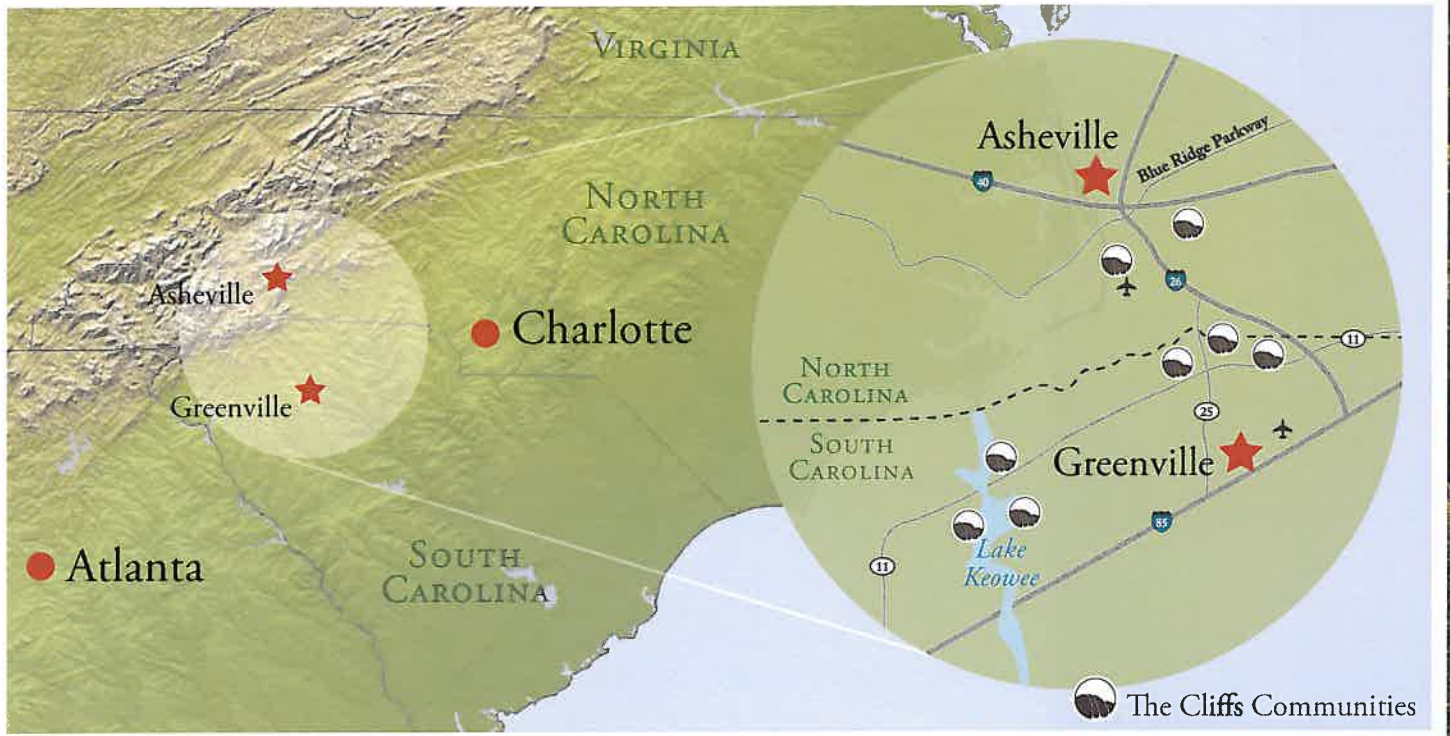 VIRGINIA
NORTH
CAROLINA
Asheville
Charlotte
Greenville
Atlanta
SOUTH
CAROLINA
Asheville
Blue Ridge Parkway
40
26
NORTH
CAROLINA
11
25
SOUTH
CAROLINA
Greenville
85
11
Lake
Keowee
The Cliffs Communities